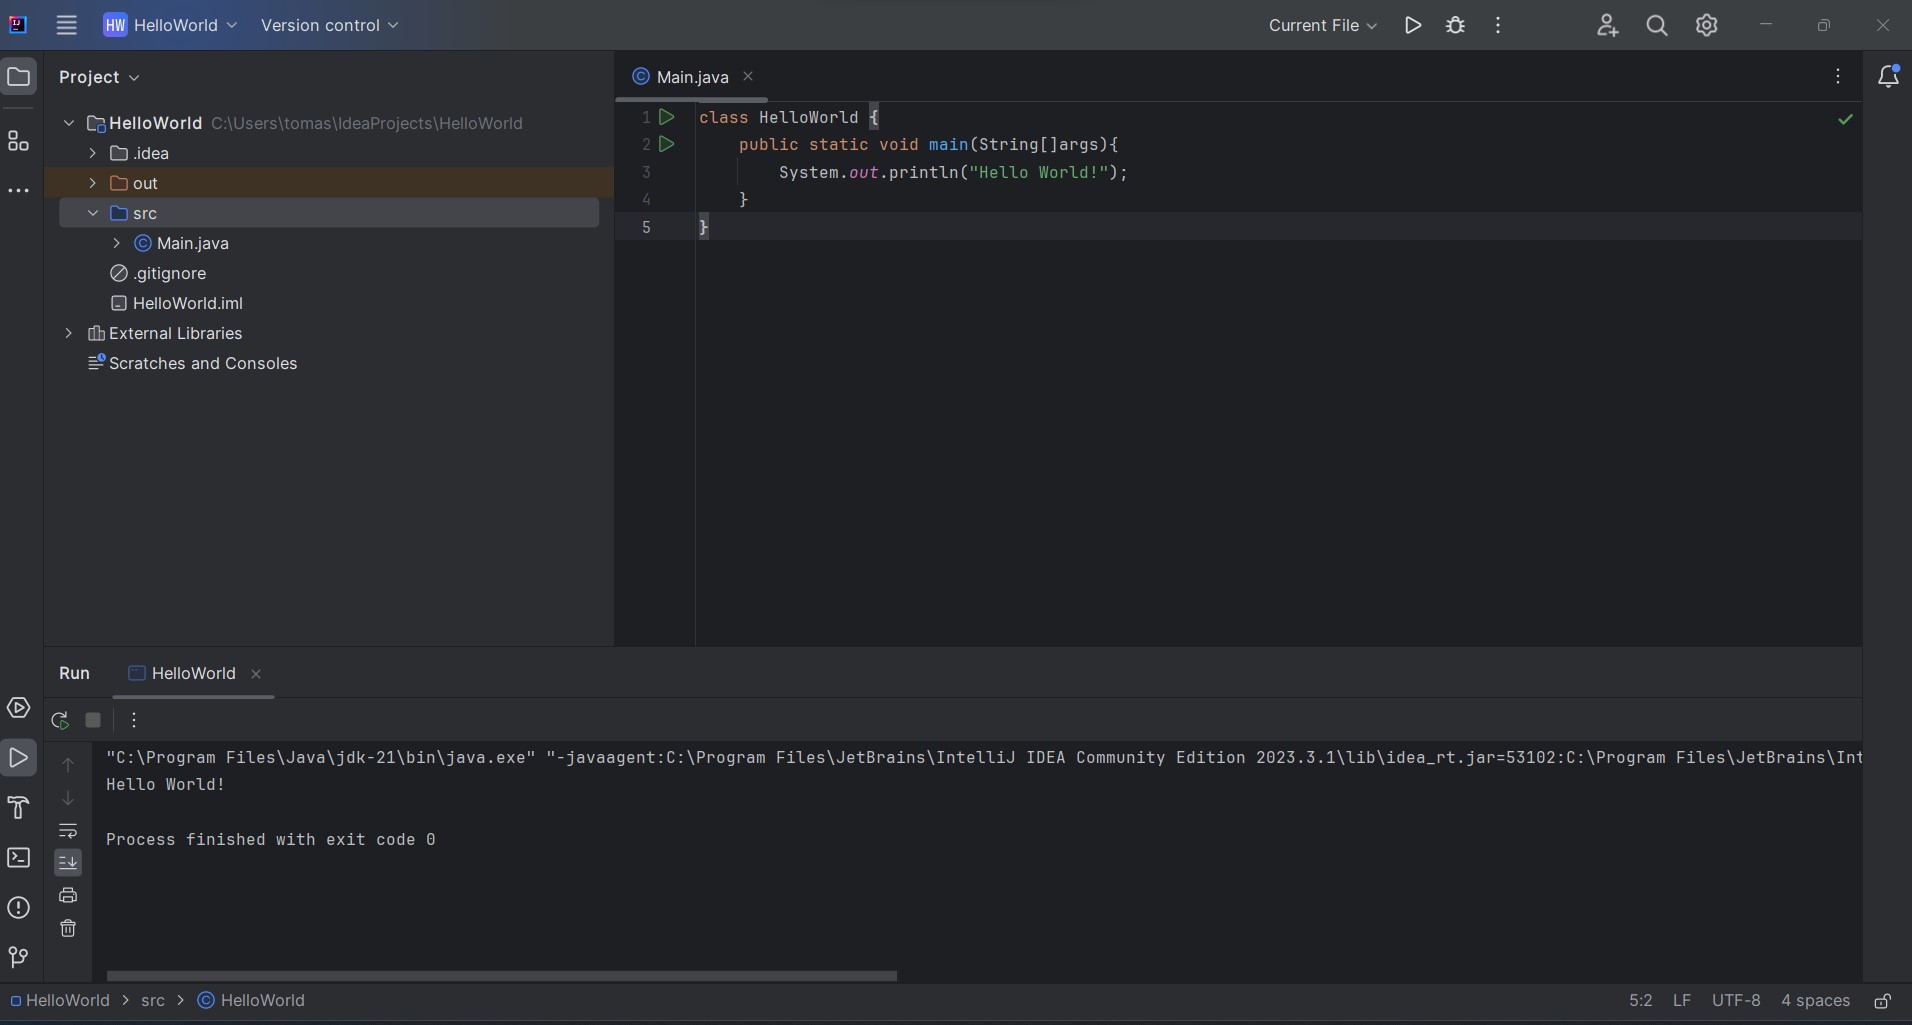 HW HelloWorld Version control Current File
Project
HelloWorld C:\Users\tomas\IdeaProjects\HelloWorld
.idea
out
src
Main.java
.gitignore
HelloWorld.iml
External Libraries
Scratches and Consoles
Main.java
1 class HelloWorld {
2     public static void main(String[]args){
3         System.out.println("Hello World!");
4     }
5 }
Run HelloWorld
"C:\Program Files\Java\jdk-21\bin\java.exe" "-javaagent:C:\Program Files\JetBrains\IntelliJ IDEA Community Edition 2023.3.1\lib\idea_rt.jar=53102:C:\Program Files\JetBrains\Int
Hello World!
Process finished with exit code 0
HelloWorld > src > HelloWorld 5:2 LF UTF-8 4 spaces